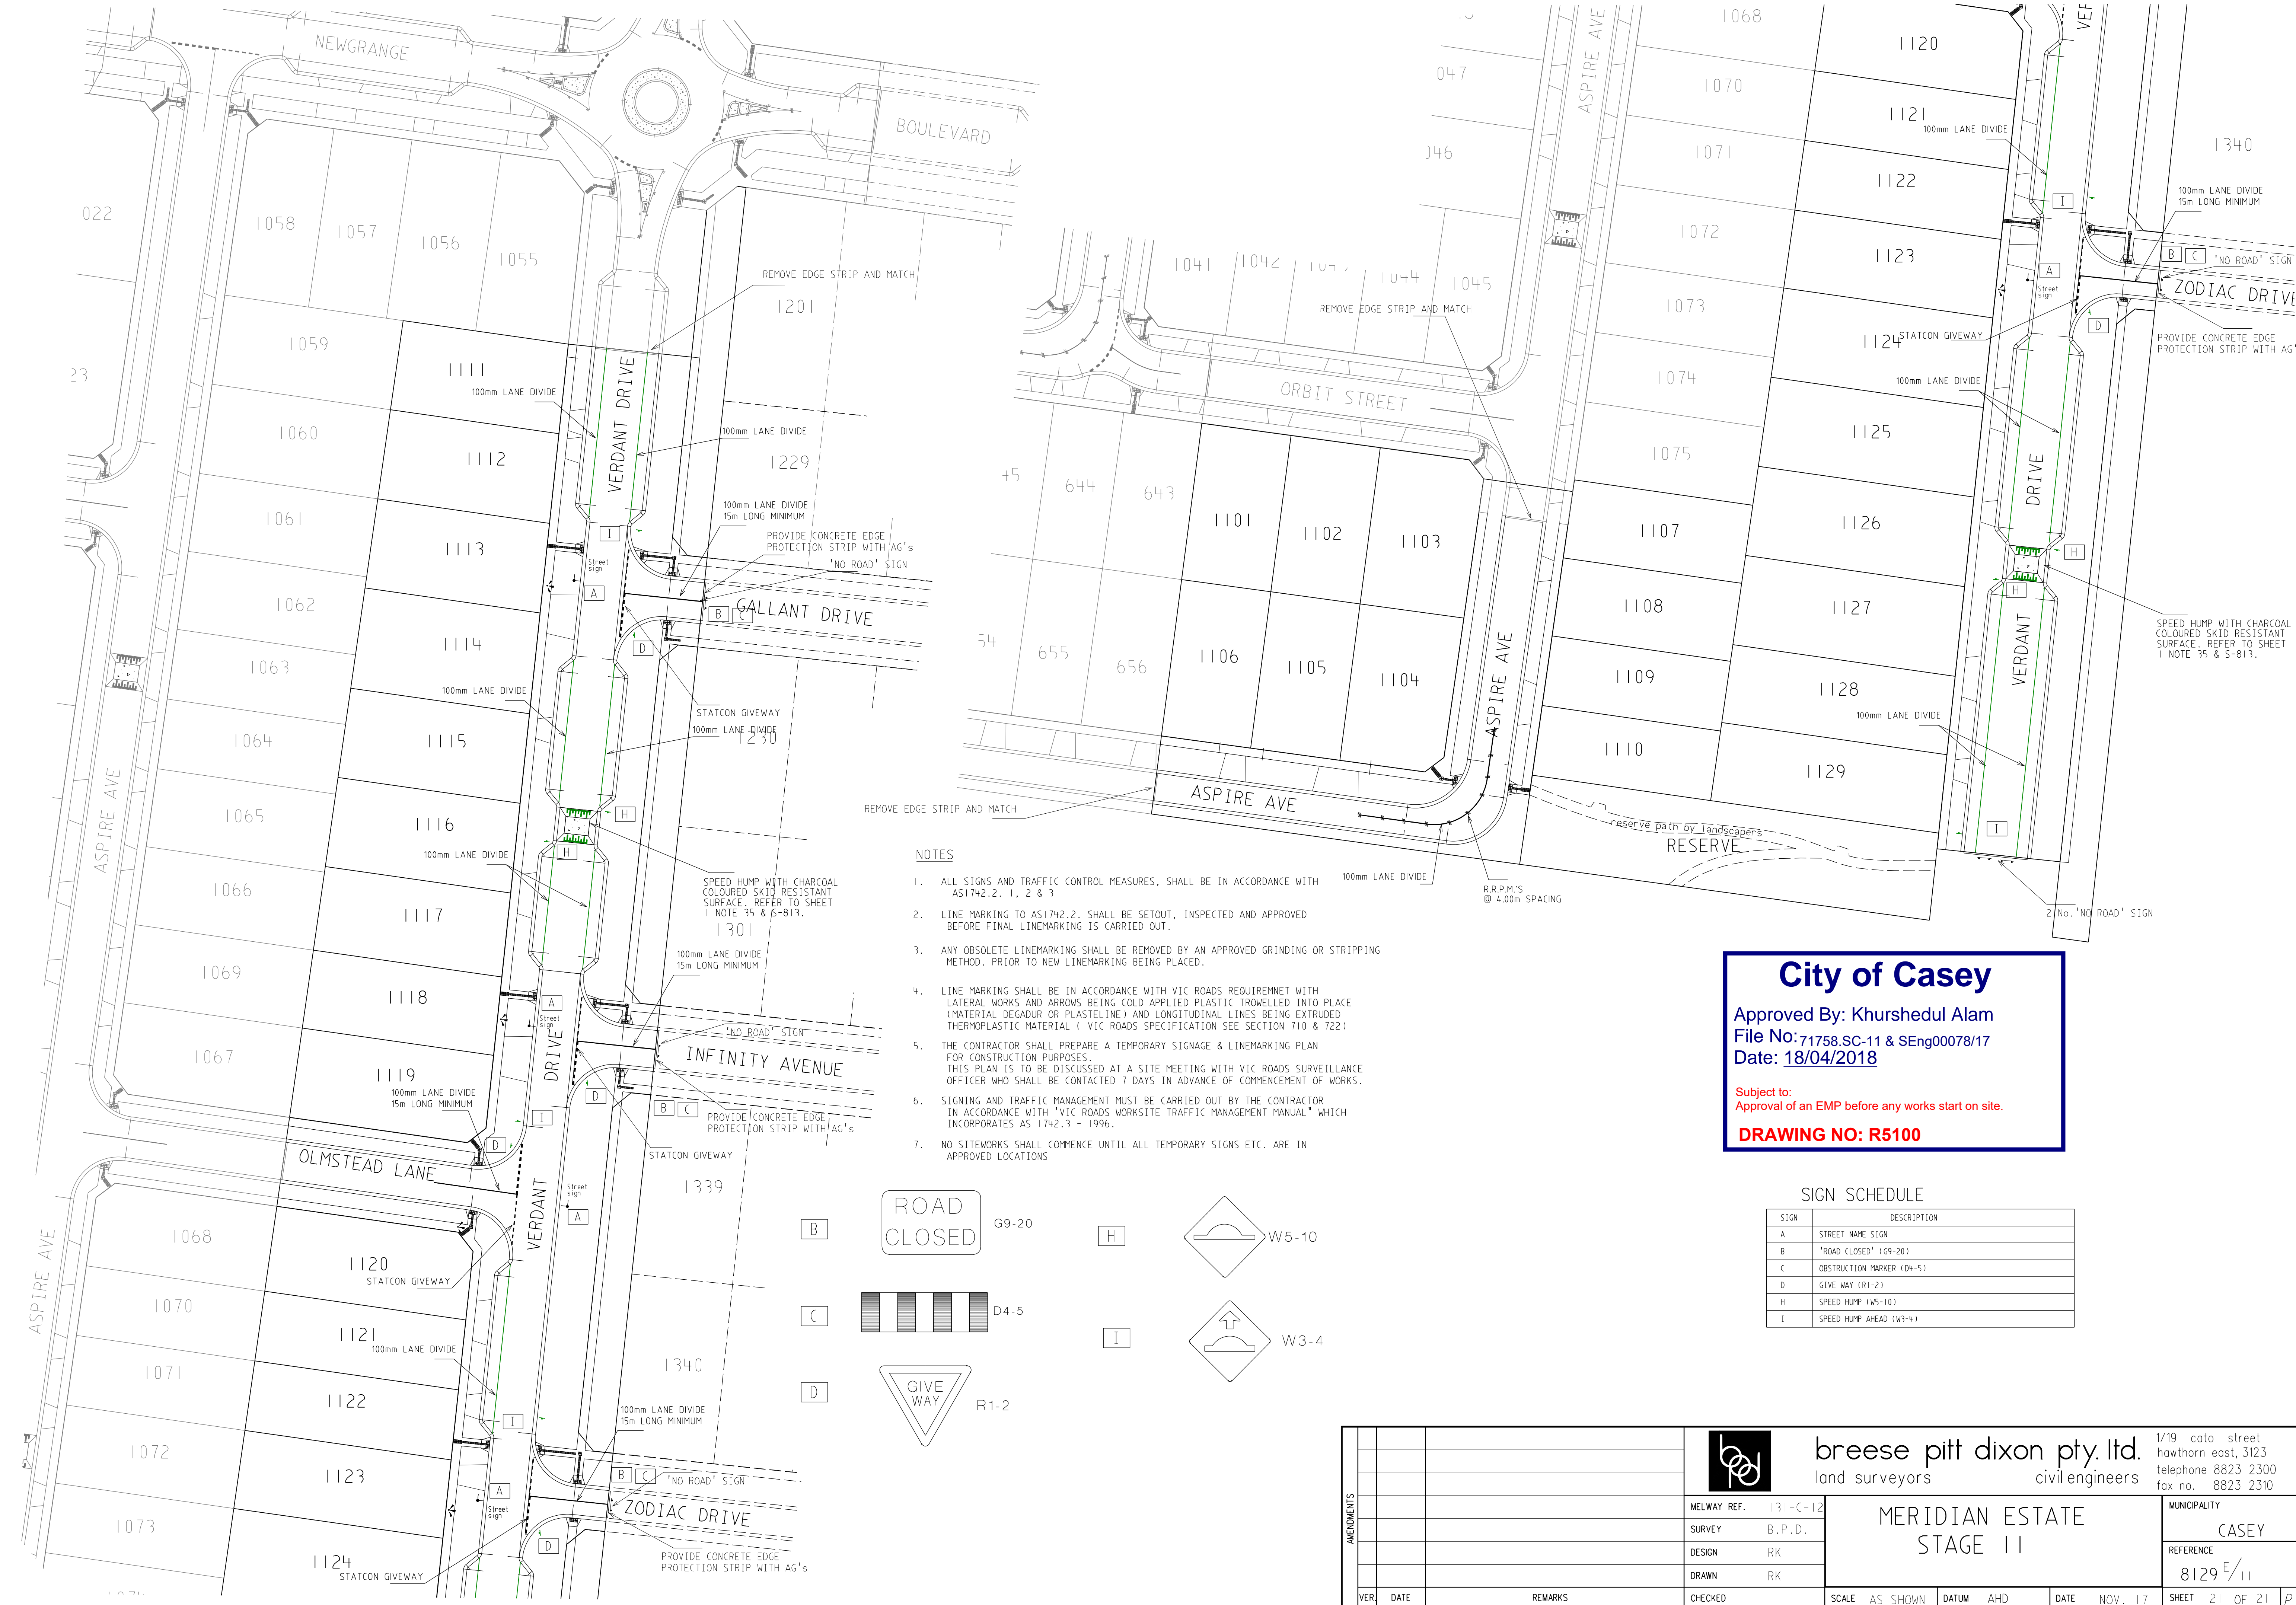 NEWGRANGE
BOULEVARD
022
1058
1057
1056
1055
REMOVE EDGE STRIP AND MATCH
1201
23
1059
1111
100mm LANE DIVIDE
VERDANT DRIVE
1060
1112
100mm LANE DIVIDE
1229
100mm LANE DIVIDE
15m LONG MINIMUM
1061
1113
I
PROVIDE CONCRETE EDGE
PROTECTION STRIP WITH AG's
'NO ROAD' SIGN
Street
sign
A
1062
B
C
GALLANT DRIVE
1114
D
1063
100mm LANE DIVIDE
STATCON GIVEWAY
100mm LANE DIVIDE
1230
1064
1115
ASPIRE AVE
1065
1116
H
100mm LANE DIVIDE
H
1066
SPEED HUMP WITH CHARCOAL
COLOURED SKID RESISTANT
SURFACE. REFER TO SHEET
1 NOTE 35 & S-813.
1117
1301
100mm LANE DIVIDE
15m LONG MINIMUM
1069
1118
A
Street
sign
'NO ROAD' SIGN
INFINITY AVENUE
1067
DRIVE
1119
100mm LANE DIVIDE
15m LONG MINIMUM
D
B
C
I
PROVIDE CONCRETE EDGE
PROTECTION STRIP WITH AG's
D
STATCON GIVEWAY
OLMSTEAD LANE
Street
sign
A
1339
VERDANT
1068
1120
STATCON GIVEWAY
ASPIRE AVE
1070
1121
100mm LANE DIVIDE
1071
1340
1122
I
100mm LANE DIVIDE
15m LONG MINIMUM
1072
1123
B
C
'NO ROAD' SIGN
A
Street
sign
ZODIAC DRIVE
1073
D
1124
STATCON GIVEWAY
PROVIDE CONCRETE EDGE
PROTECTION STRIP WITH AG's
ASPIRE AVE
1068
1120
047
1070
1121
100mm LANE DIVIDE
046
1071
1340
1122
100mm LANE DIVIDE
15m LONG MINIMUM
I
1072
1041
1042
1044
1045
1123
B
C
'NO ROAD' SIGN
A
Street
sign
ZODIAC DRIVE
REMOVE EDGE STRIP AND MATCH
1073
D
1124
STATCON GIVEWAY
PROVIDE CONCRETE EDGE
PROTECTION STRIP WITH AG'
ORBIT STREET
1074
100mm LANE DIVIDE
1125
1075
45
644
643
1101
1102
1103
1107
1126
DRIVE
H
H
1108
1127
SPEED HUMP WITH CHARCOAL
COLOURED SKID RESISTANT
SURFACE. REFER TO SHEET
1 NOTE 35 & S-813.
54
655
656
1106
1105
1104
ASPIRE AVE
1109
1128
VERDANT
100mm LANE DIVIDE
1110
1129
ASPIRE AVE
REMOVE EDGE STRIP AND MATCH
reserve path by landscapers
RESERVE
I
100mm LANE DIVIDE
R.R.P.M.'S
@ 4.00m SPACING
2 No. 'NO ROAD' SIGN
NOTES
1. ALL SIGNS AND TRAFFIC CONTROL MEASURES, SHALL BE IN ACCORDANCE WITH
AS1742.2. 1, 2 & 3
2. LINE MARKING TO AS1742.2. SHALL BE SETOUT, INSPECTED AND APPROVED
BEFORE FINAL LINEMARKING IS CARRIED OUT.
3. ANY OBSOLETE LINEMARKING SHALL BE REMOVED BY AN APPROVED GRINDING OR STRIPPING
METHOD. PRIOR TO NEW LINEMARKING BEING PLACED.
4. LINE MARKING SHALL BE IN ACCORDANCE WITH VIC ROADS REQUIREMNET WITH
LATERAL WORKS AND ARROWS BEING COLD APPLIED PLASTIC TROWELLED INTO PLACE
(MATERIAL DEGADUR OR PLASTELINE) AND LONGITUDINAL LINES BEING EXTRUDED
THERMOPLASTIC MATERIAL ( VIC ROADS SPECIFICATION SEE SECTION 710 & 722)
5. THE CONTRACTOR SHALL PREPARE A TEMPORARY SIGNAGE & LINEMARKING PLAN
FOR CONSTRUCTION PURPOSES.
THIS PLAN IS TO BE DISCUSSED AT A SITE MEETING WITH VIC ROADS SURVEILLANCE
OFFICER WHO SHALL BE CONTACTED 7 DAYS IN ADVANCE OF COMMENCEMENT OF WORKS.
6. SIGNING AND TRAFFIC MANAGEMENT MUST BE CARRIED OUT BY THE CONTRACTOR
IN ACCORDANCE WITH 'VIC ROADS WORKSITE TRAFFIC MANAGEMENT MANUAL" WHICH
INCORPORATES AS 1742.3 - 1996.
7. NO SITEWORKS SHALL COMMENCE UNTIL ALL TEMPORARY SIGNS ETC. ARE IN
APPROVED LOCATIONS
B
ROAD
CLOSED
G9-20
H
W5-10
C
D4-5
I
W3-4
D
GIVE
WAY
R1-2
City of Casey
Approved By: Khurshedul Alam
File No: 71758.SC-11 & SEng00078/17
Date: 18/04/2018
Subject to:
Approval of an EMP before any works start on site.
DRAWING NO: R5100
SIGN SCHEDULE
SIGN DESCRIPTION
A STREET NAME SIGN
B 'ROAD CLOSED' (G9-20)
C OBSTRUCTION MARKER (D4-5)
D GIVE WAY (R1-2)
H SPEED HUMP (W5-10)
I SPEED HUMP AHEAD (W3-4)
AMENDMENTS
VER. DATE REMARKS
bpd
breese pitt dixon pty. ltd.
land surveyors civil engineers
1/19 cato street
hawthorn east, 3123
telephone 8823 2300
fax no. 8823 2310
MELWAY REF. 131-C-12
SURVEY B.P.D.
DESIGN RK
DRAWN RK
CHECKED
MERIDIAN ESTATE
STAGE 11
MUNICIPALITY
CASEY
REFERENCE
8129 E/11
SCALE AS SHOWN DATUM AHD DATE NOV. 17 SHEET 21 OF 21 P